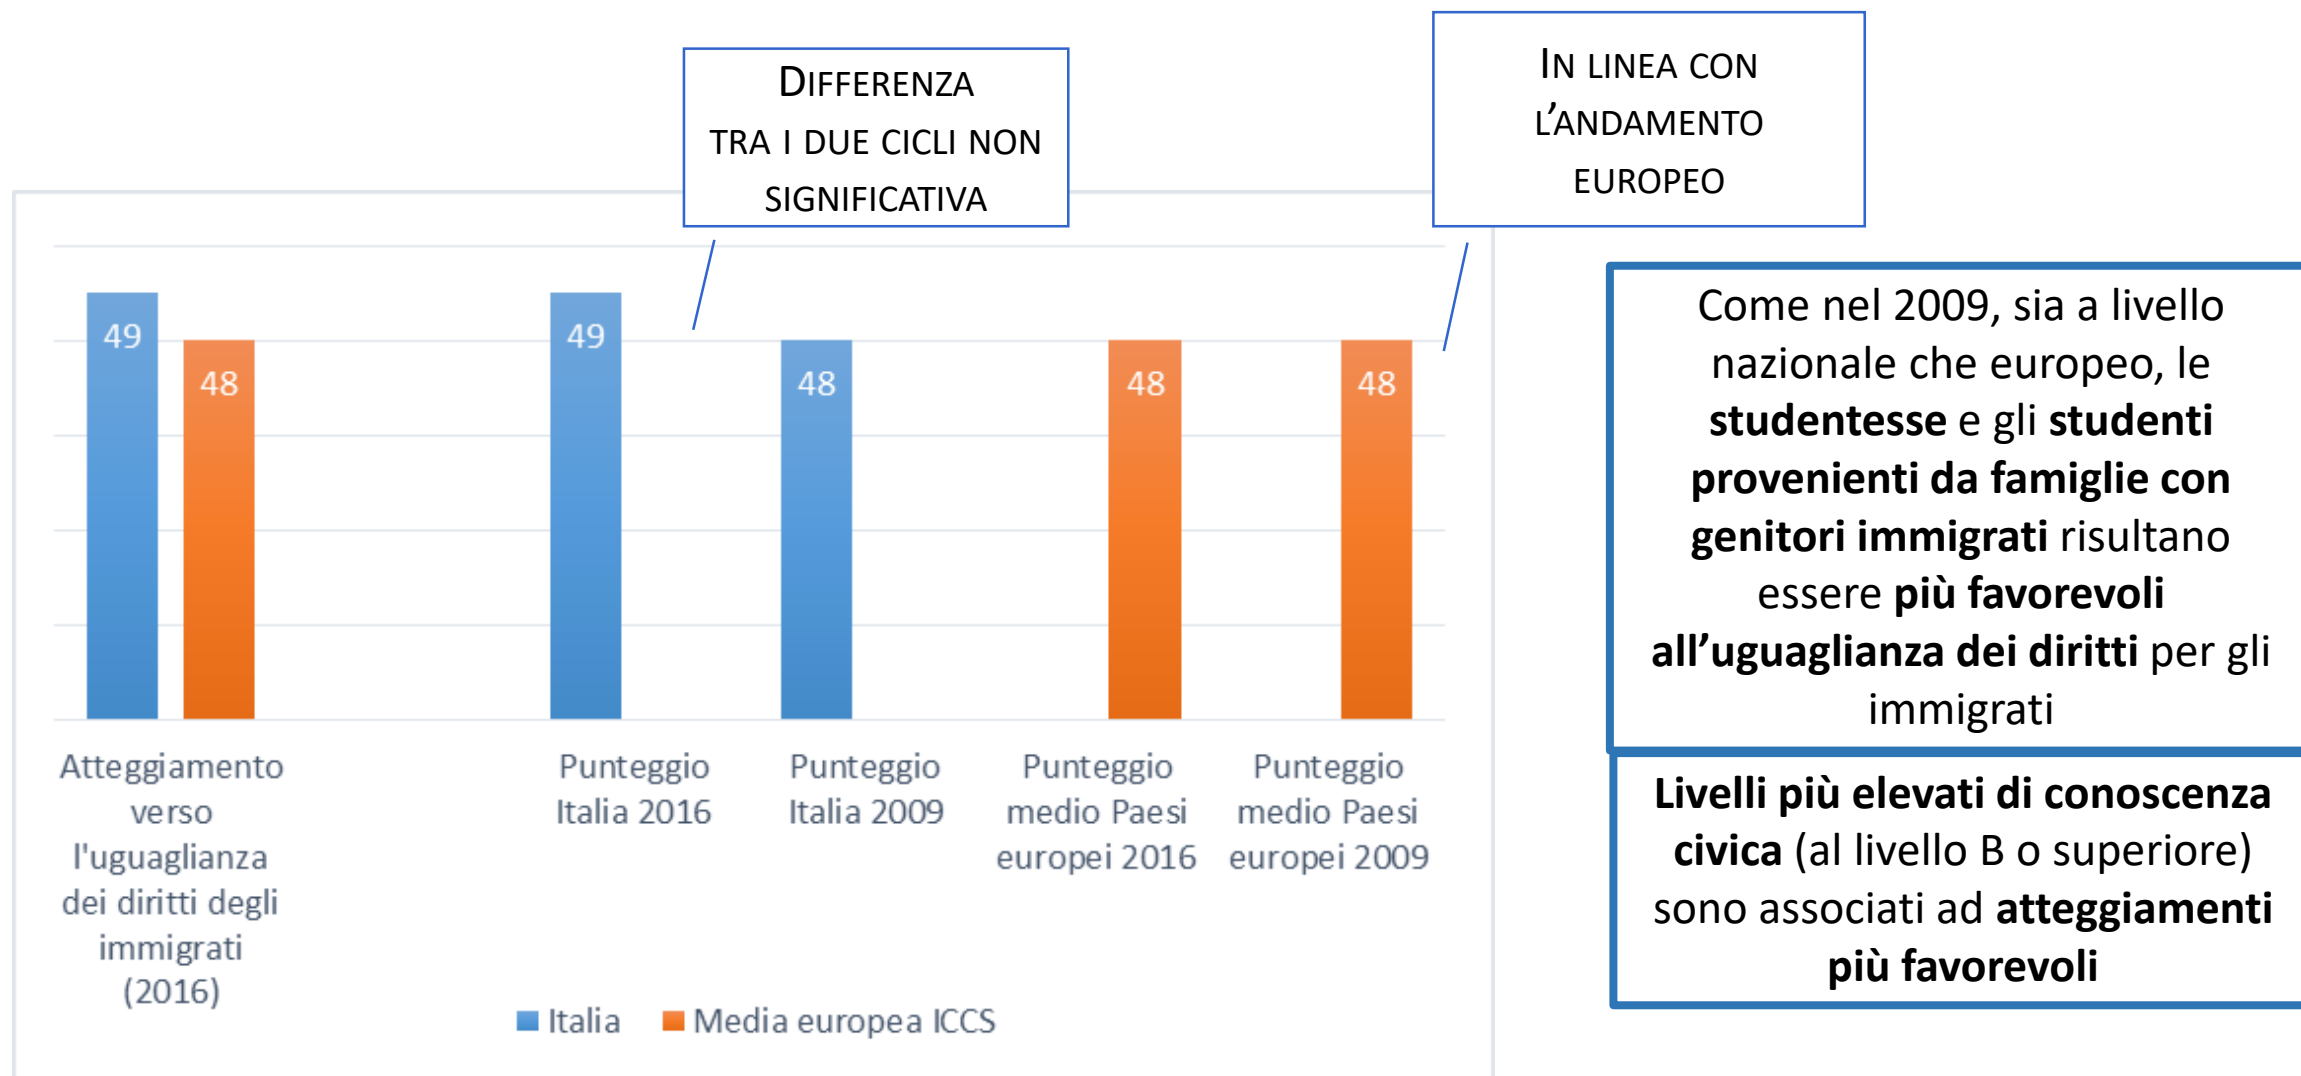 DIFFERENZA
TRA I DUE CICLI NON
SIGNIFICATIVA
IN LINEA CON
L'ANDAMENTO
EUROPEO
49
48
49
48
48
48
Atteggiamento
verso
l'uguaglianza
dei diritti degli
immigrati
(2016)
Punteggio
Italia 2016
Punteggio
Italia 2009
Punteggio
medio Paesi
europei 2016
Punteggio
medio Paesi
europei 2009
Italia
Media europea ICCS
Come nel 2009, sia a livello
nazionale che europeo, le
studentesse e gli studenti
provenienti da famiglie con
genitori immigrati risultano
essere più favorevoli
all'uguaglianza dei diritti per gli
immigrati
Livelli più elevati di conoscenza
civica (al livello B o superiore)
sono associati ad atteggiamenti
più favorevoli